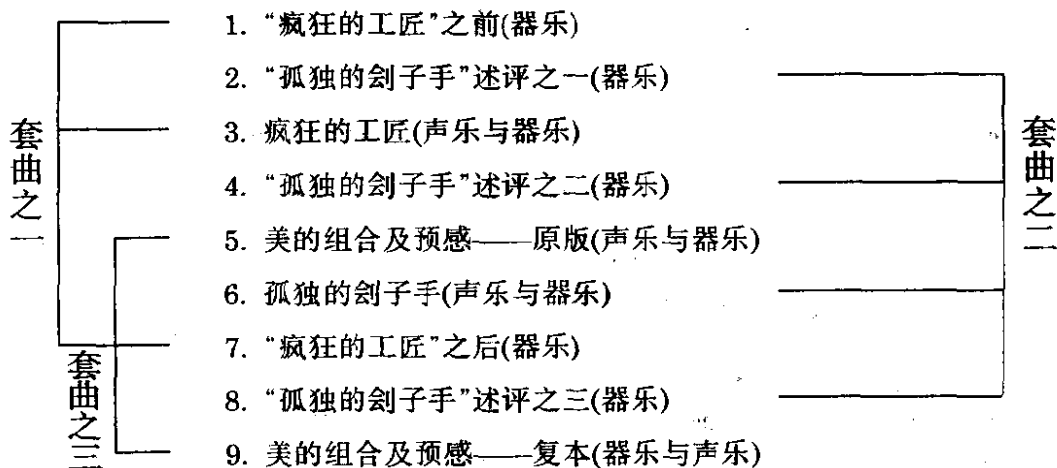 1. “疯狂的工匠”之前(器乐)
2. “孤独的刽子手”述评之一(器乐)
3. 疯狂的工匠(声乐与器乐)
4. “孤独的刽子手”述评之二(器乐)
5. 美的组合及预感——原版(声乐与器乐)
6. 孤独的刽子手(声乐与器乐)
7. “疯狂的工匠”之后(器乐)
8. “孤独的刽子手”述评之三(器乐)
9. 美的组合及预感——复本(器乐与声乐)
套曲之一
套曲之三
套曲之二